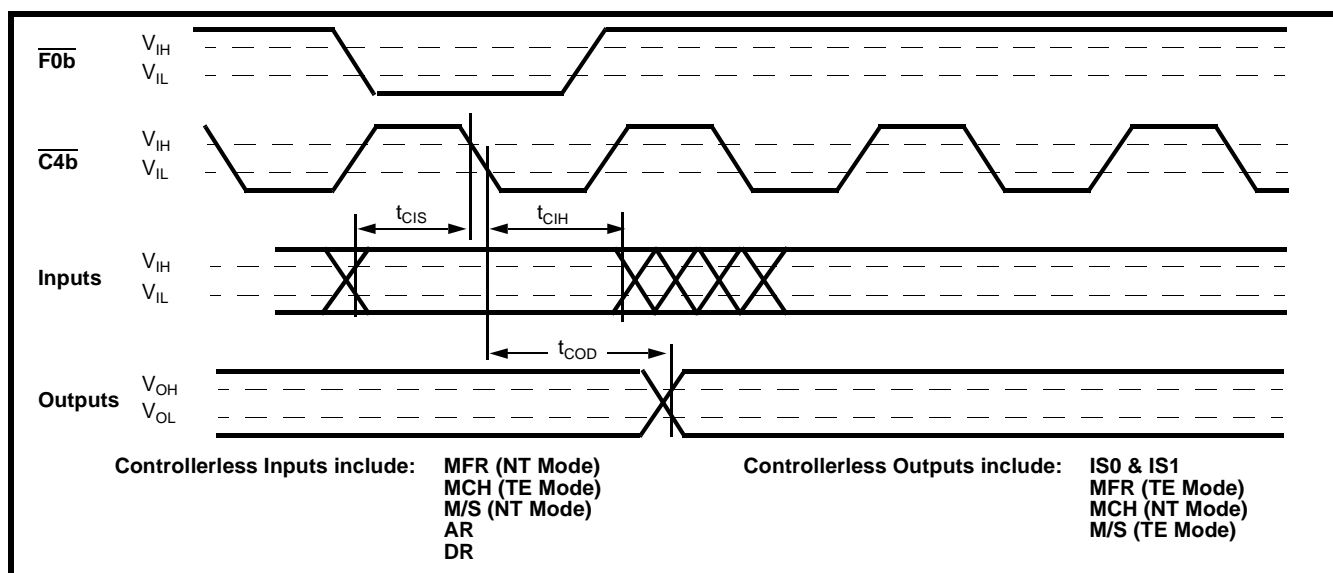 F0b
VIH
VIL
C4b
VIH
VIL
tCIS
tCIH
Inputs
VIH
VIL
tCOD
Outputs
VOH
VOL
Controllerless Inputs include: MFR (NT Mode)
MCH (TE Mode)
M/S (NT Mode)
AR
DR
Controllerless Outputs include: IS0 & IS1
MFR (TE Mode)
MCH (NT Mode)
M/S (TE Mode)